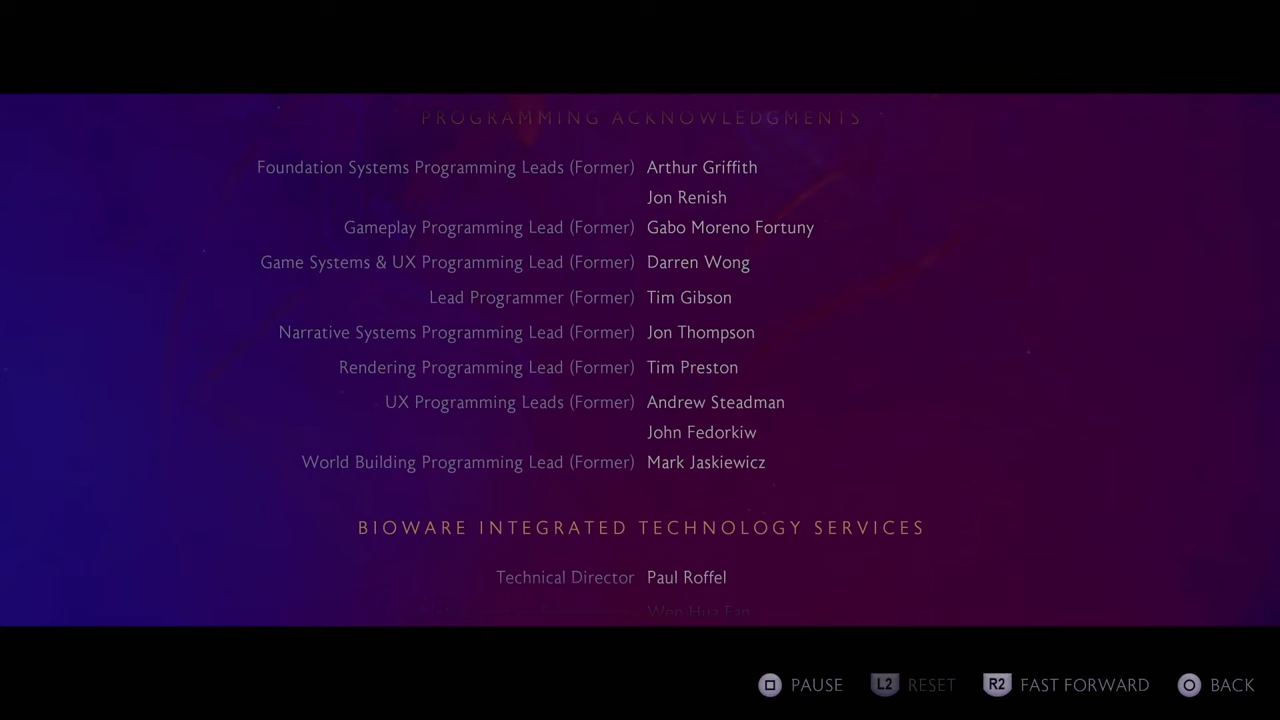 PROGRAMMING ACKNOWLEDGMENTS
Foundation Systems Programming Leads (Former) Arthur Griffith
Jon Renish
Gameplay Programming Lead (Former) Gabo Moreno Fortuny
Game Systems & UX Programming Lead (Former) Darren Wong
Lead Programmer (Former) Tim Gibson
Narrative Systems Programming Lead (Former) Jon Thompson
Rendering Programming Lead (Former) Tim Preston
UX Programming Leads (Former) Andrew Steadman
John Fedorkiw
World Building Programming Lead (Former) Mark Jaskiewicz
BIOWARE INTEGRATED TECHNOLOGY SERVICES
Technical Director Paul Roffel
Wen Hua Fan
PAUSE L2 RESET R2 FAST FORWARD BACK